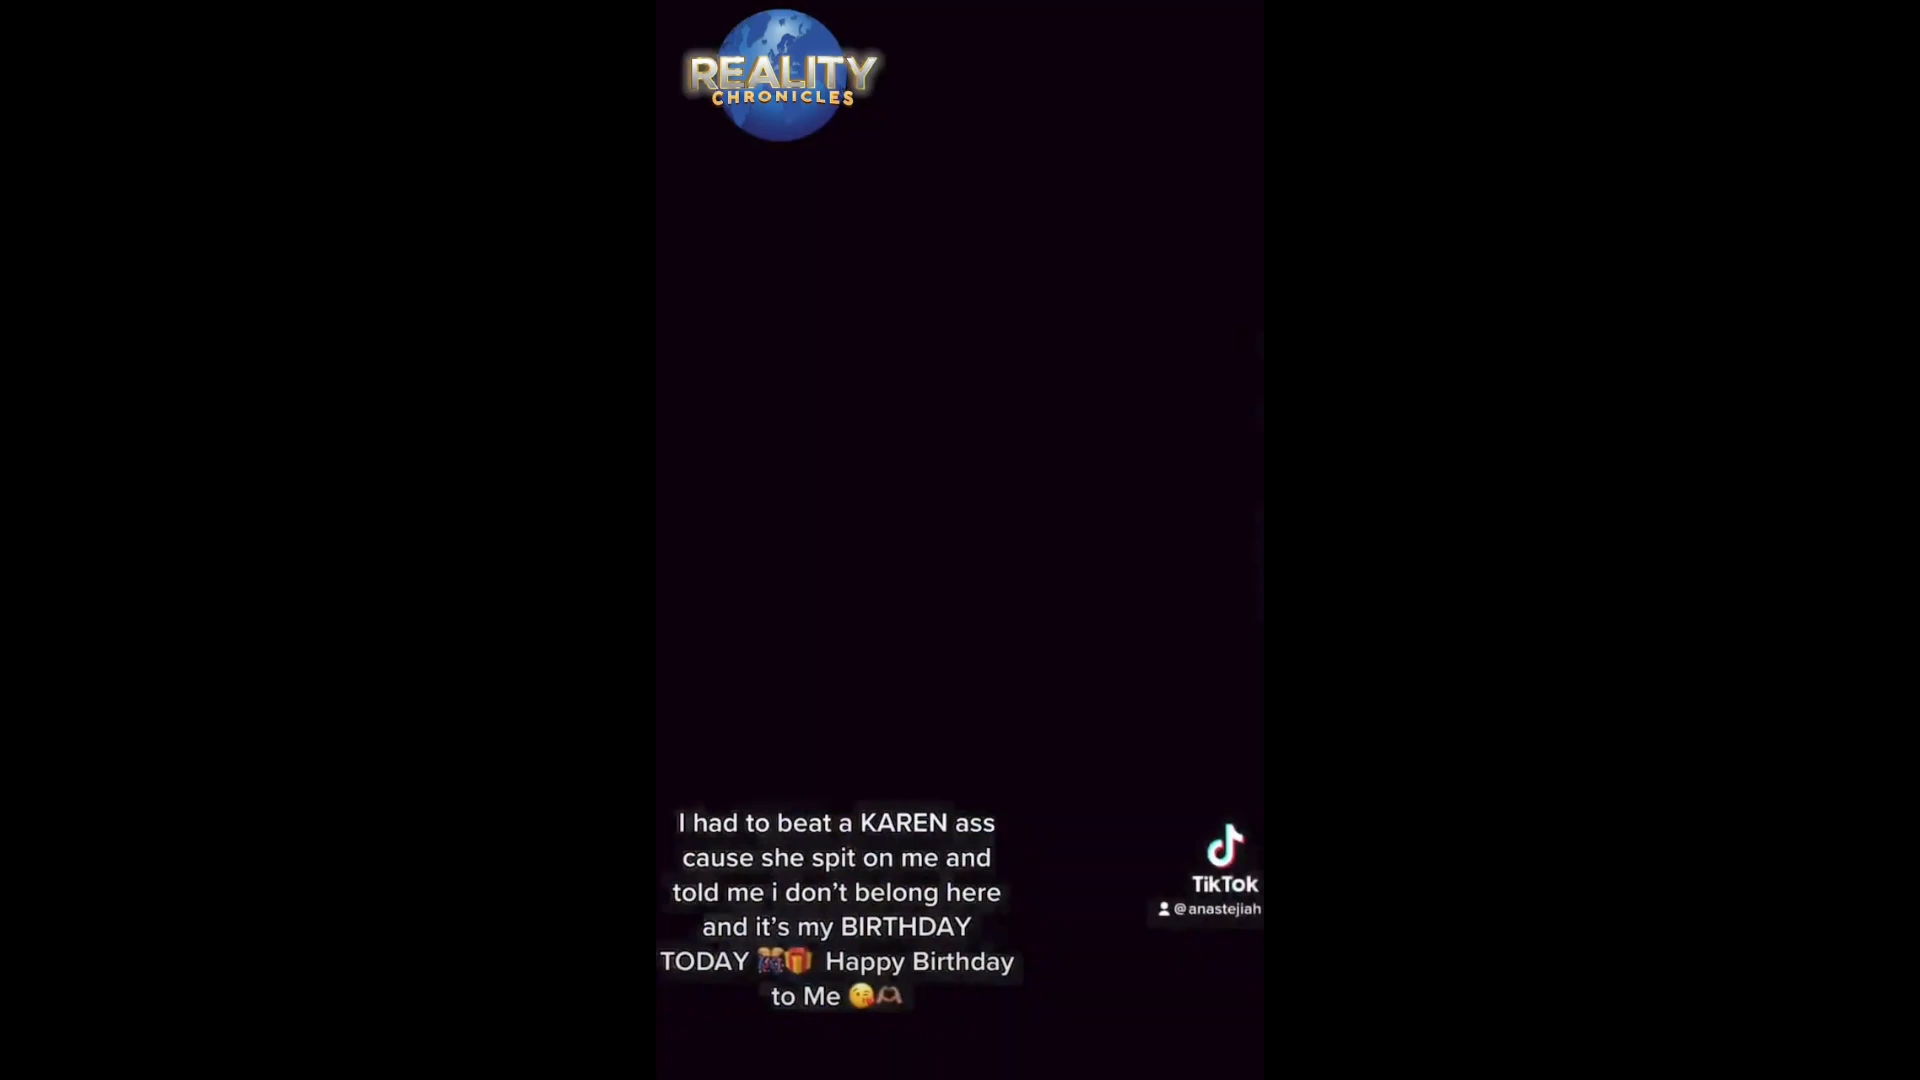 REALITY
CHRONICLES
I had to beat a KAREN ass
cause she spit on me and
told me i don’t belong here
and it’s my BIRTHDAY
TODAY 🎊🎁 Happy Birthday
to Me 😘🫶🏽
TikTok
@anastejiah